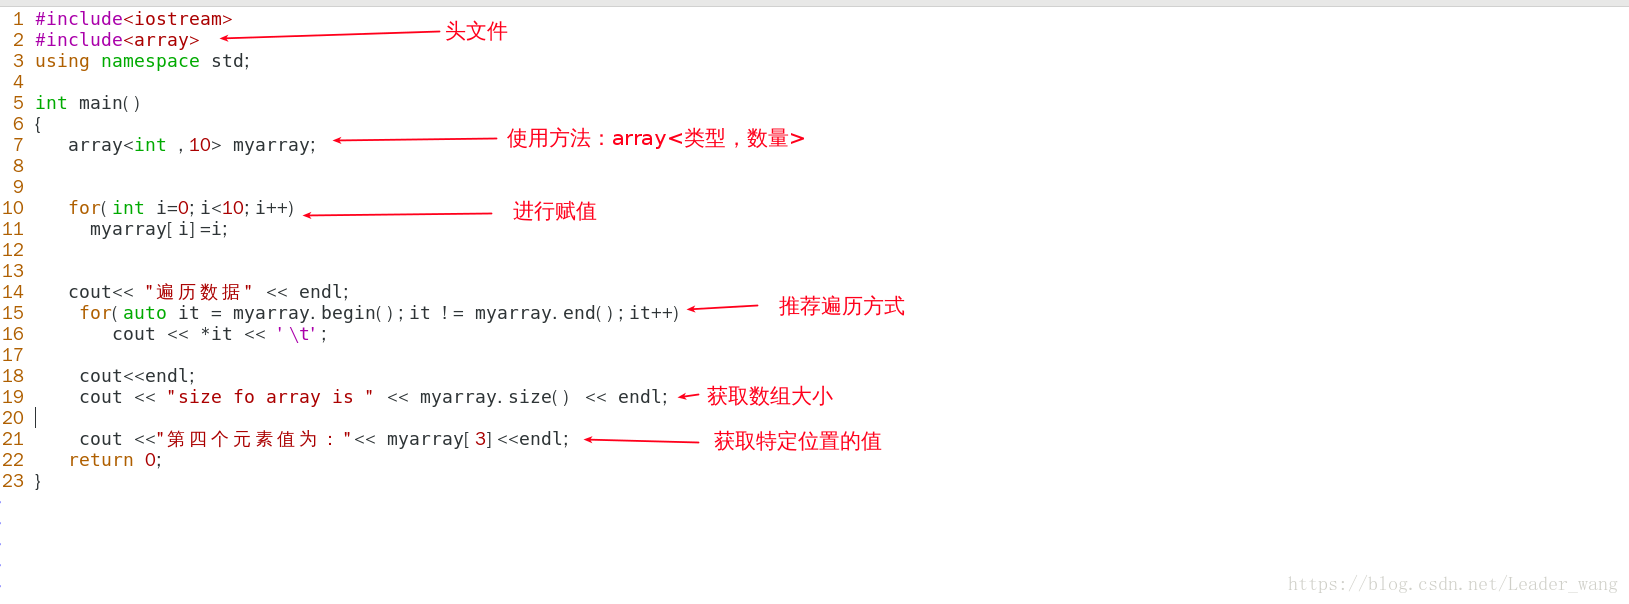 1 #include<iostream>
2 #include<array> 头文件
3 using namespace std;
4
5 int main()
6 {
7 array<int ,10> myarray; 使用方法：array<类型，数量>
8
9
10 for(int i=0;i<10;i++) 进行赋值
11 myarray[i]=i;
12
13
14 cout<< "遍历数据" << endl;
15 for(auto it = myarray.begin();it != myarray.end();it++) 推荐遍历方式
16 cout << *it << '\t';
17
18 cout<<endl;
19 cout << "size fo array is " << myarray.size() << endl; 获取数组大小
20
21 cout <<"第四个元素值为："<< myarray[3]<<endl; 获取特定位置的值
22 return 0;
23 }
https://blog.csdn.net/Leader_wang